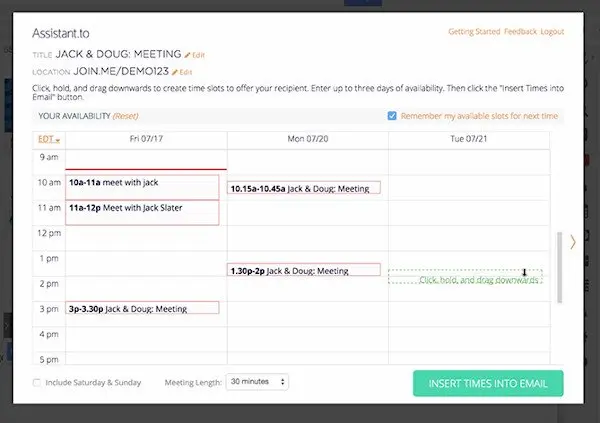 Assistant.to
Getting Started Feedback Logout
TITLE JACK & DOUG: MEETING Edit
LOCATION JOIN.ME/DEMO123 Edit
Click, hold, and drag downwards to create time slots to offer your recipient. Enter up to three days of availability. Then click the "Insert Times into
Email" button.
YOUR AVAILABILITY (Reset)
Remember my available slots for next time
EDT Fri 07/17 Mon 07/20 Tue 07/21
9 am
10 am
10a-11a meet with jack
10.15a-10.45a Jack & Doug: Meeting
11 am
11a-12p Meet with Jack Slater
12 pm
1 pm
1.30p-2p Jack & Doug: Meeting
Click, hold, and drag downwards
2 pm
3 pm
3p-3.30p Jack & Doug: Meeting
4 pm
5 pm
Include Saturday & Sunday
Meeting Length: 30 minutes
INSERT TIMES INTO EMAIL